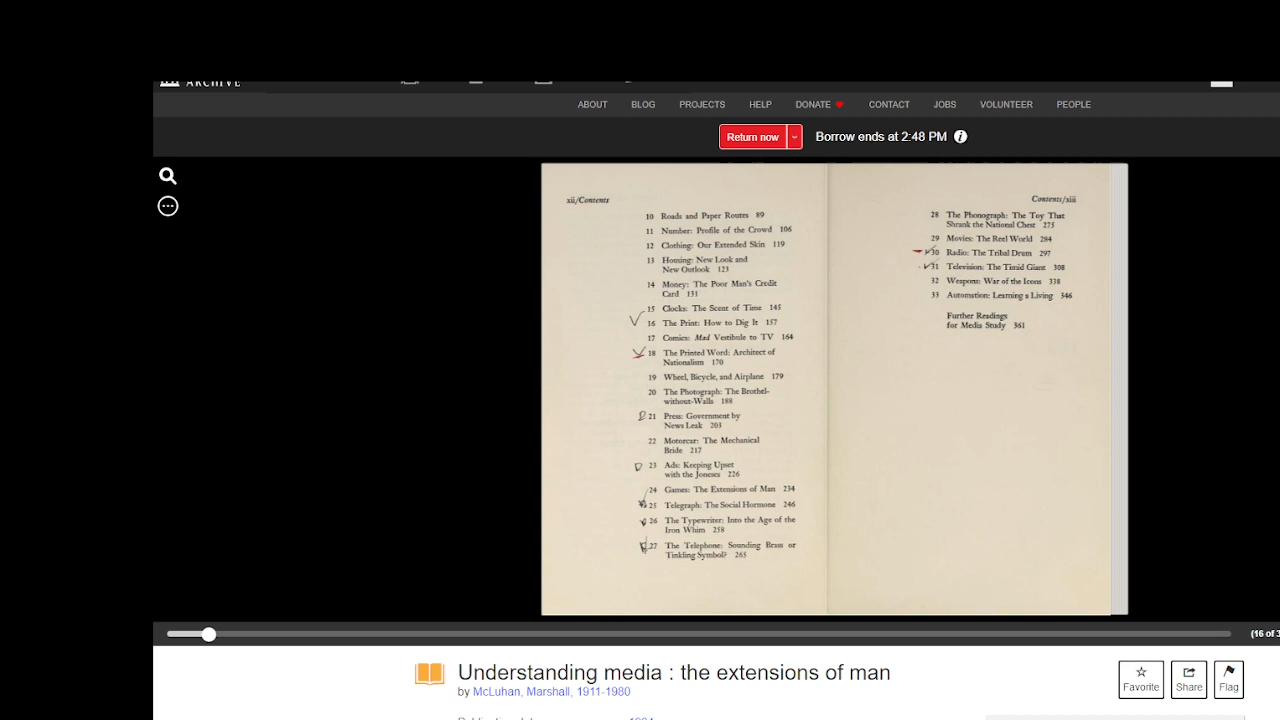 ARCHIVE
ABOUT BLOG PROJECTS HELP DONATE CONTACT JOBS VOLUNTEER PEOPLE
Return now Borrow ends at 2:48 PM
xii/Contents
10 Roads and Paper Routes 89
11 Number: Profile of the Crowd 106
12 Clothing: Our Extended Skin 119
13 Housing: New Look and
New Outlook 123
14 Money: The Poor Man's Credit
Card 131
15 Clocks: The Scent of Time 145
16 The Print: How to Dig It 157
17 Comics: Mad Vestibule to TV 164
18 The Printed Word: Architect of
Nationalism 170
19 Wheel, Bicycle, and Airplane 179
20 The Photograph: The Brothel-
without-Walls 188
21 Press: Government by
News Leak 203
22 Motorcar: The Mechanical
Bride 217
23 Ads: Keeping Upset
with the Joneses 226
24 Games: The Extensions of Man 234
25 Telegraph: The Social Hormone 246
26 The Typewriter: Into the Age of the
Iron Whim 258
27 The Telephone: Sounding Brass or
Tinkling Symbol? 265
Contents/xiii
28 The Phonograph: The Toy That
Shrank the National Chest 275
29 Movies: The Reel World 284
30 Radio: The Tribal Drum 297
31 Television: The Timid Giant 308
32 Weapons: War of the Icons 338
33 Automation: Learning a Living 346
Further Readings
for Media Study 361
(16 of 3
Understanding media : the extensions of man
by McLuhan, Marshall, 1911-1980
Favorite Share Flag